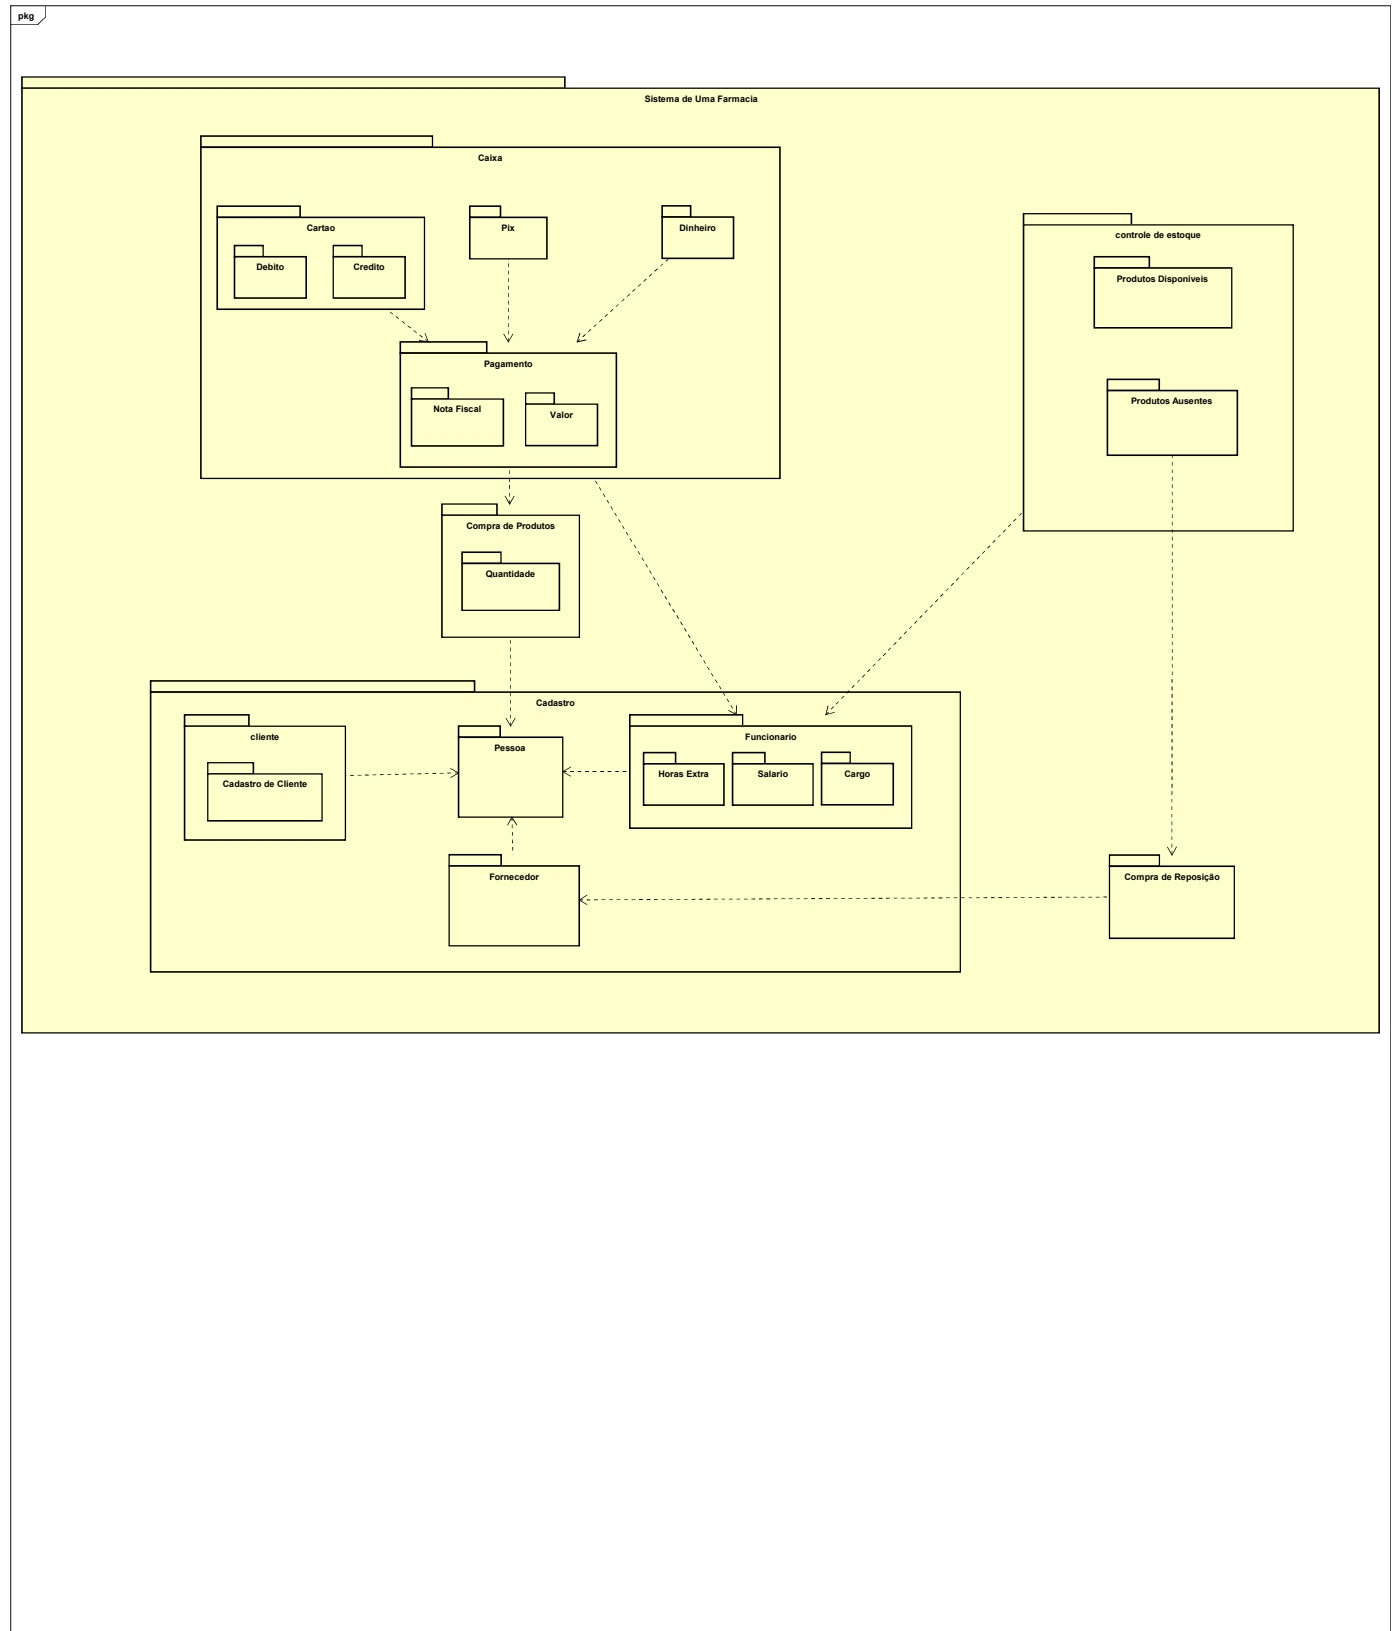 pkg
Sistema de Uma Farmacia
Caixa
Cartao
Debito
Credito
Pix
Dinheiro
Pagamento
Nota Fiscal
Valor
controle de estoque
Produtos Disponiveis
Produtos Ausentes
Compra de Produtos
Quantidade
Cadastro
cliente
Cadastro de Cliente
Pessoa
Funcionario
Horas Extra
Salario
Cargo
Fornecedor
Compra de Reposição